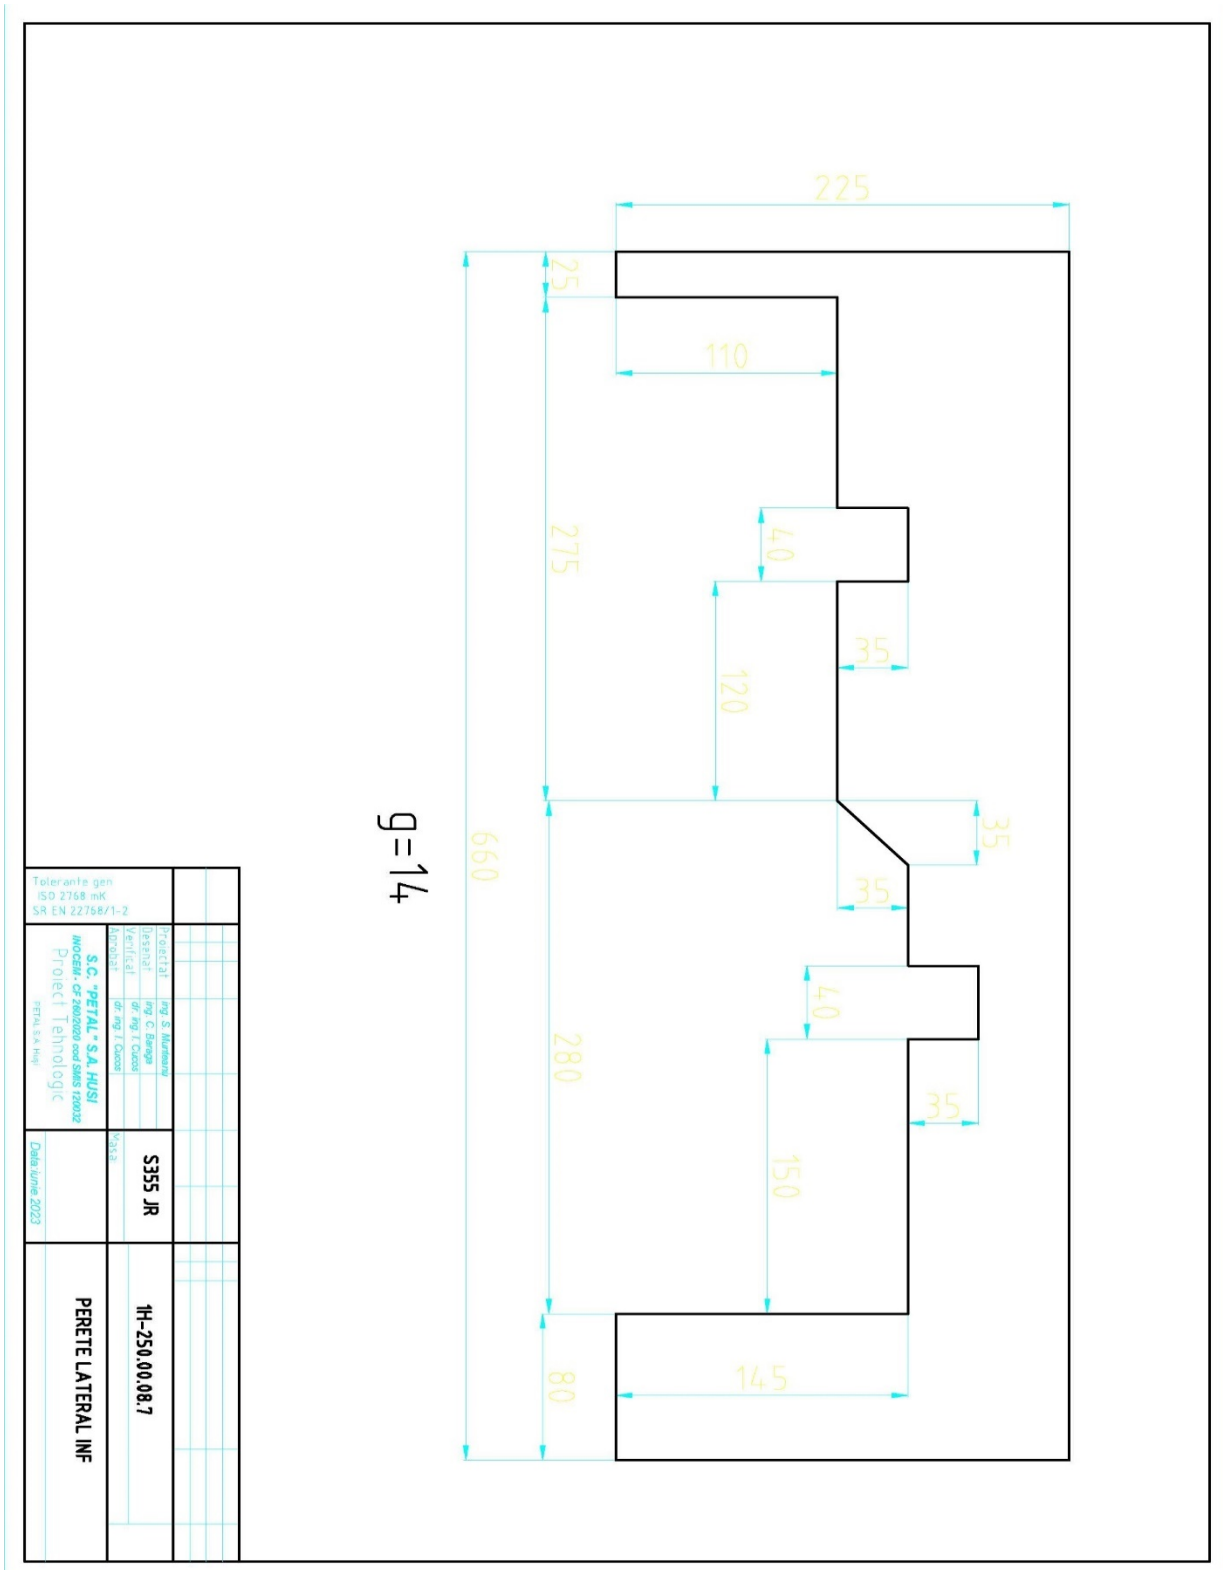 225
25
110
275
40
35
120
35
35
660
g=14
40
280
35
150
80
145
Tolerante gen
ISO 2768 mK
SR EN 22768/1-2
Proiectat ing. S. Munteanu
Desenat ing. C. Baraga
Verificat dr. ing. I. Cucos
Aprobat dr. ing. I. Cucos
S.C. "PETAL" S.A. HUSI
INOCEM - CF 260/2020 cod SMIS 120032
Proiect Tehnologic
PETAL S.A. Huşi
S355 JR
Masa:
Data:iunie.2023
1H-250.00.08.7
PERETE LATERAL INF